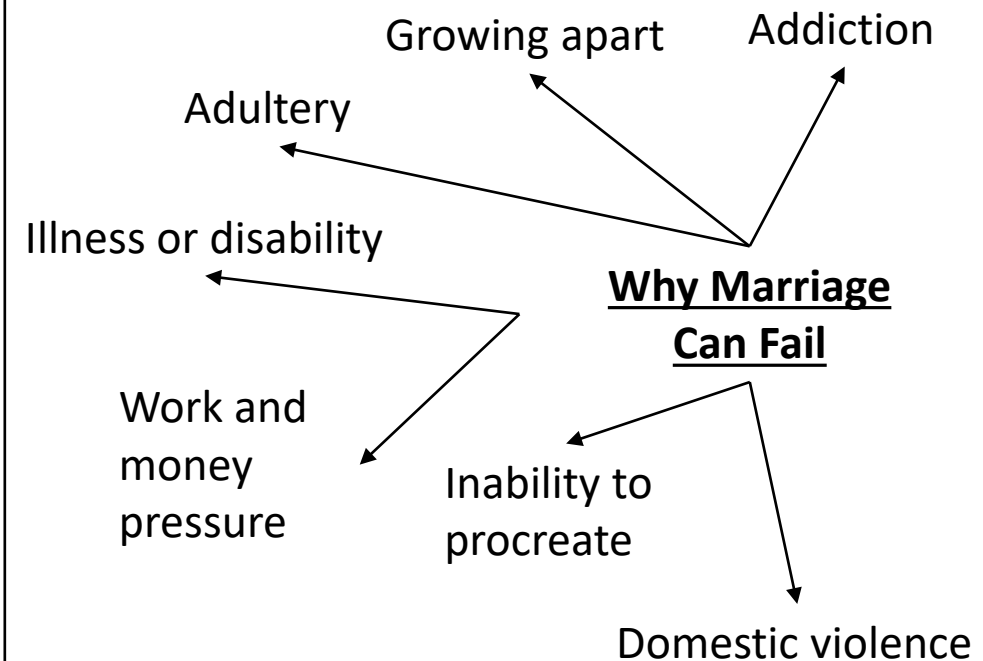 Growing apart
Addiction
Adultery
Illness or disability
Why Marriage
Can Fail
Work and
money
pressure
Inability to
procreate
Domestic violence